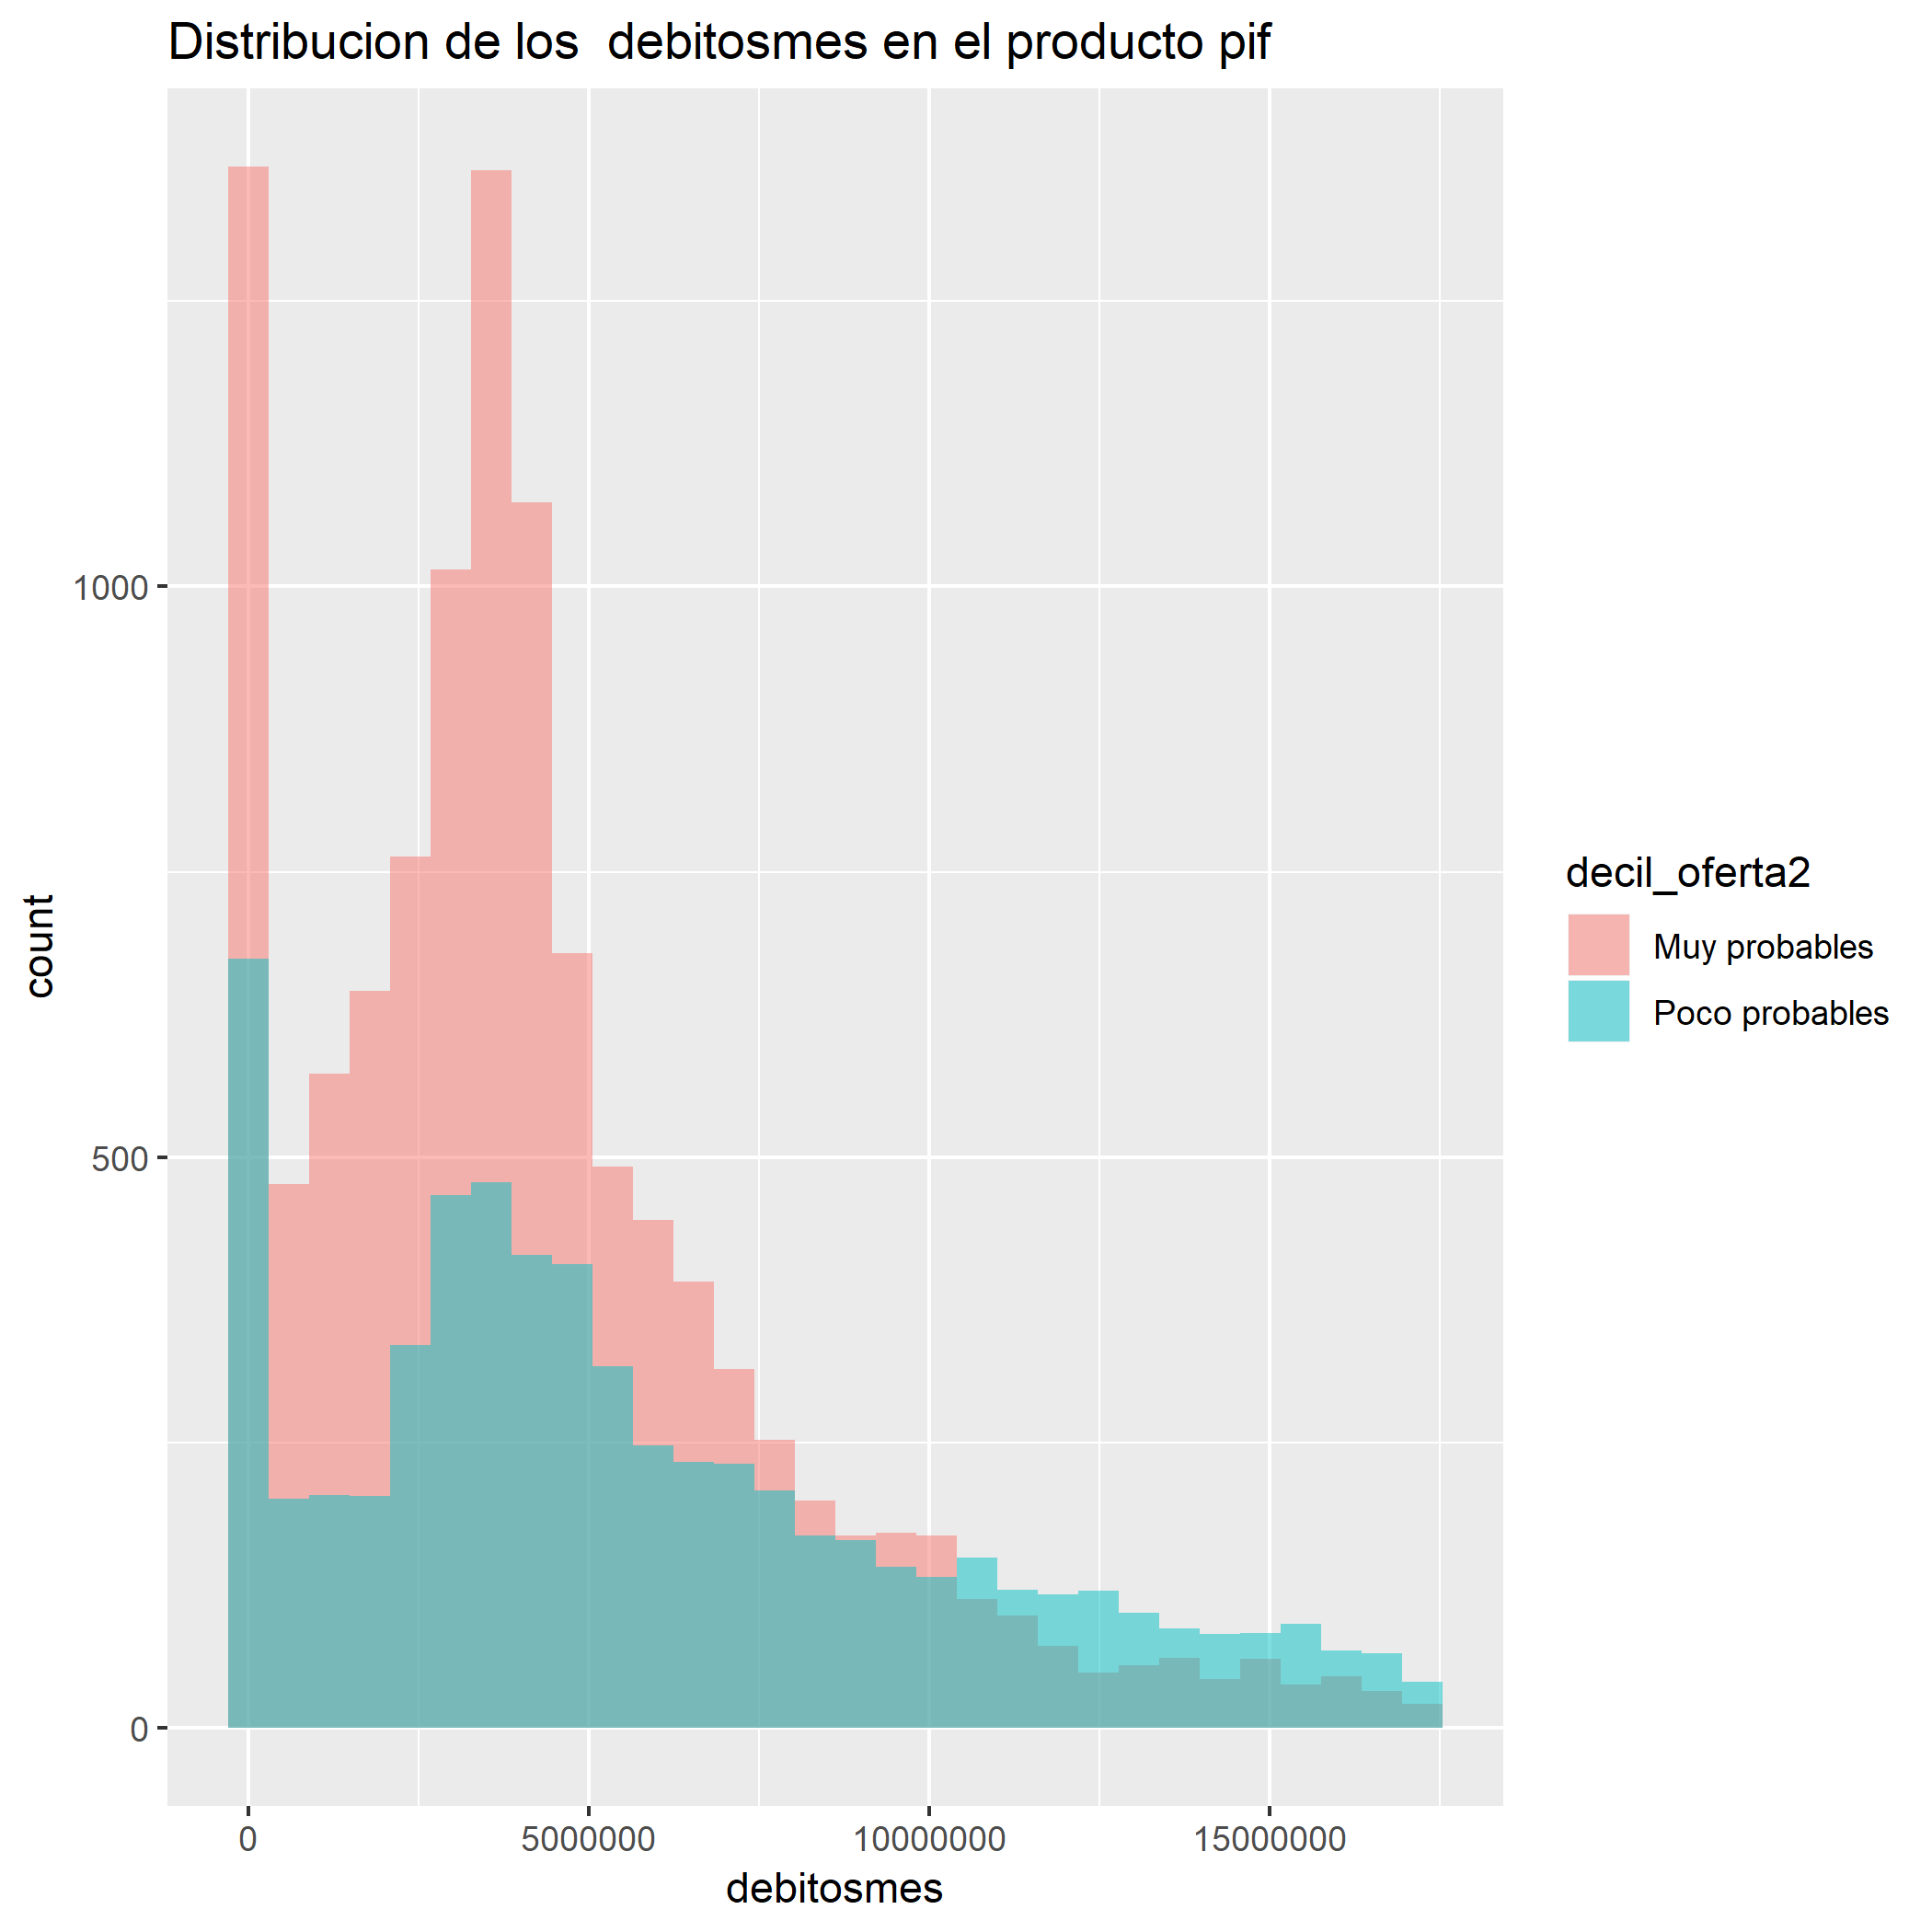 Distribucion de los  debitosmes en el producto pif
count
1000
500
0
0 5000000 10000000 15000000
debitosmes
decil_oferta2
Muy probables
Poco probables